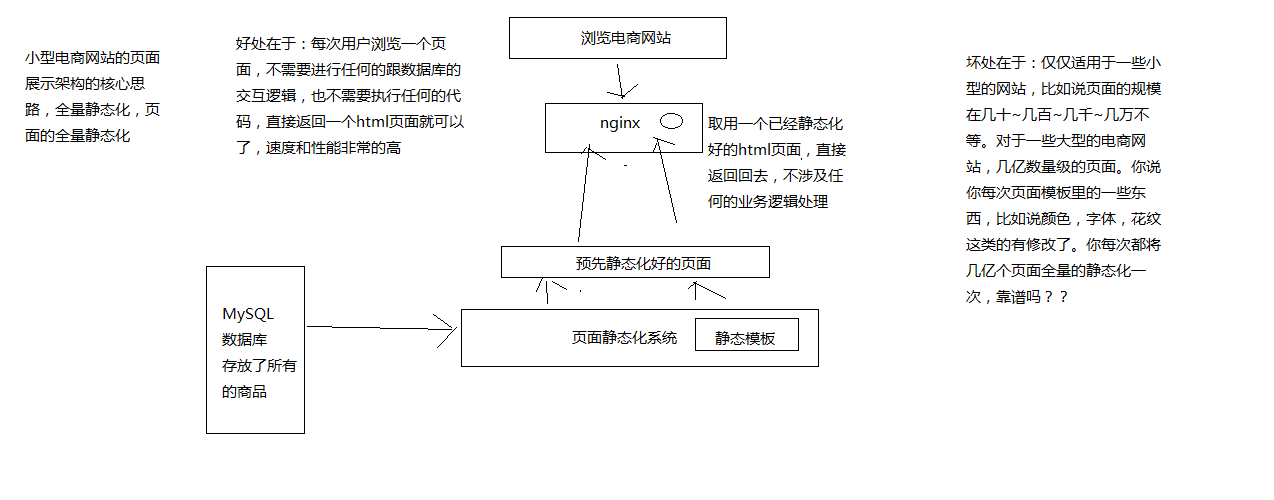 小型电商网站的页面
展示架构的核心思
路，全量静态化，页
面的全量静态化
好处在于：每次用户浏览一个页
面，不需要进行任何的跟数据库的
交互逻辑，也不需要执行任何的代
码，直接返回一个html页面就可以
了，速度和性能非常的高
浏览电商网站
nginx
取用一个已经静态化
好的html页面，直接
返回回去，不涉及任
何的业务逻辑处理
坏处在于：仅仅适用于一些小
型的网站，比如说页面的规模
在几十~几百~几千~几万不
等。对于一些大型的电商网
站，几亿数量级的页面。你说
你每次页面模板里的一些东
西，比如说颜色，字体，花纹
这类的有修改了。你每次都将
几亿个页面全量的静态化一
次，靠谱吗？？
预先静态化好的页面
MySQL
数据库
存放了所有
的商品
页面静态化系统
静态模板